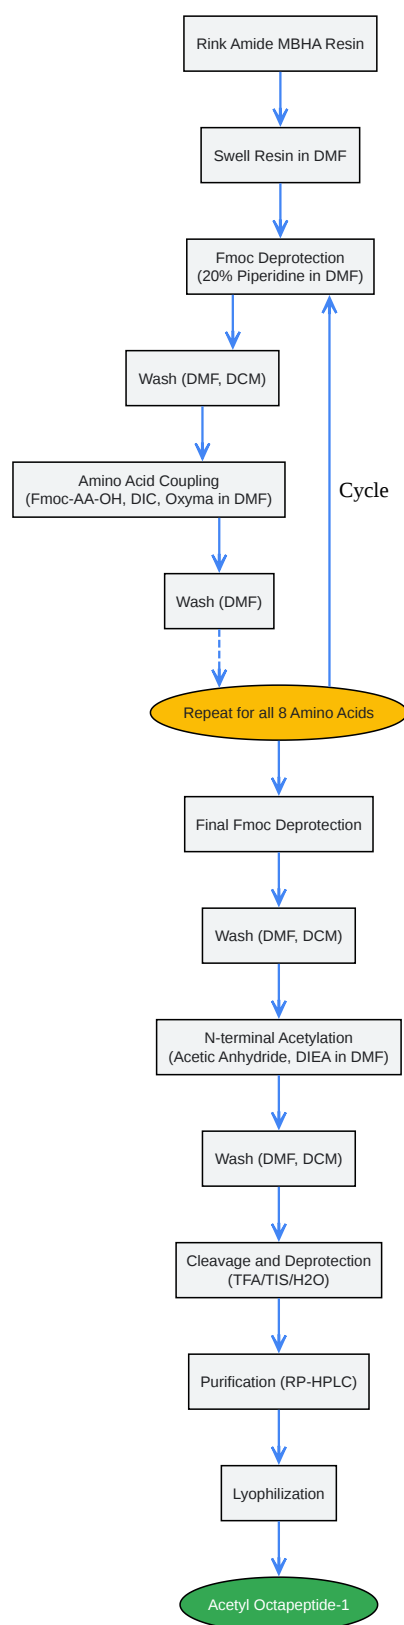 Rink Amide MBHA Resin
Swell Resin in DMF
Fmoc Deprotection
(20% Piperidine in DMF)
Wash (DMF, DCM)
Amino Acid Coupling
(Fmoc-AA-OH, DIC, Oxyma in DMF)
Cycle
Wash (DMF)
Repeat for all 8 Amino Acids
Final Fmoc Deprotection
Wash (DMF, DCM)
N-terminal Acetylation
(Acetic Anhydride, DIEA in DMF)
Wash (DMF, DCM)
Cleavage and Deprotection
(TFA/TIS/H2O)
Purification (RP-HPLC)
Lyophilization
Acetyl Octapeptide-1